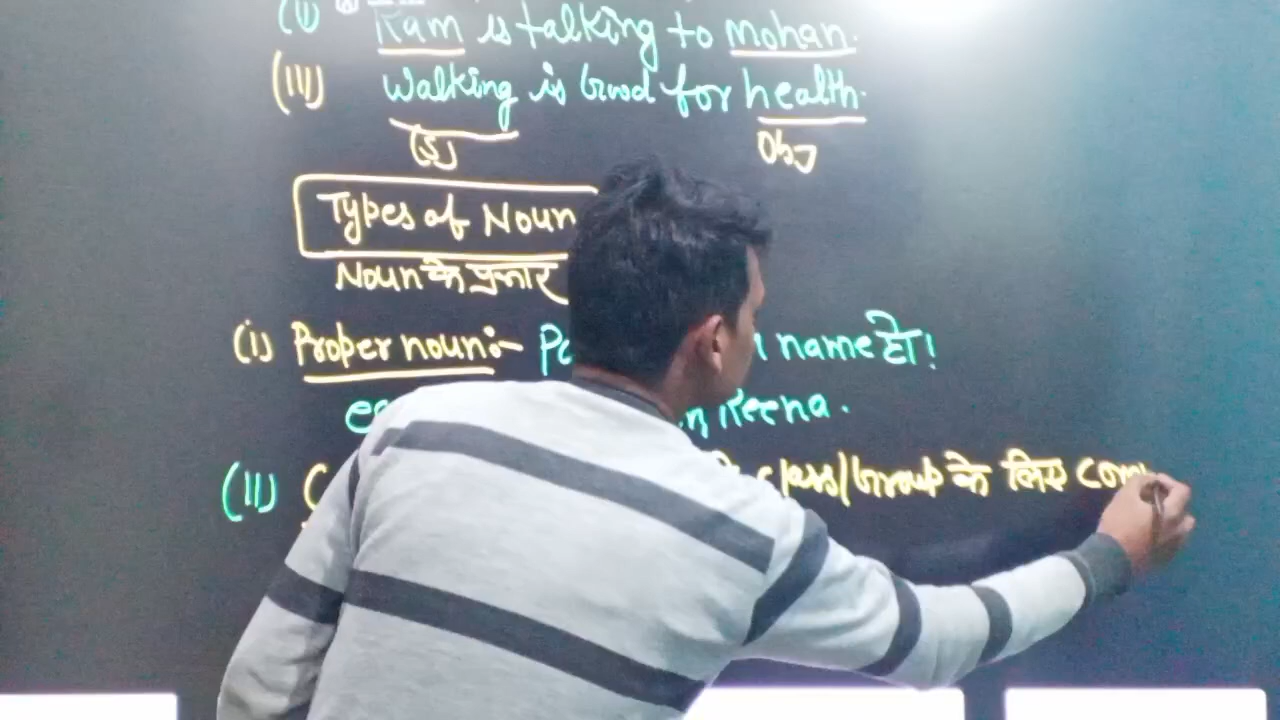 (ii) Ram is talking to Mohan.
(III) Walking is Good for health.
(S) Obj
Types of Noun
Noun के प्रकार
(i) Proper noun:- name हो!
Reena.
(II) class/Group के लिए com